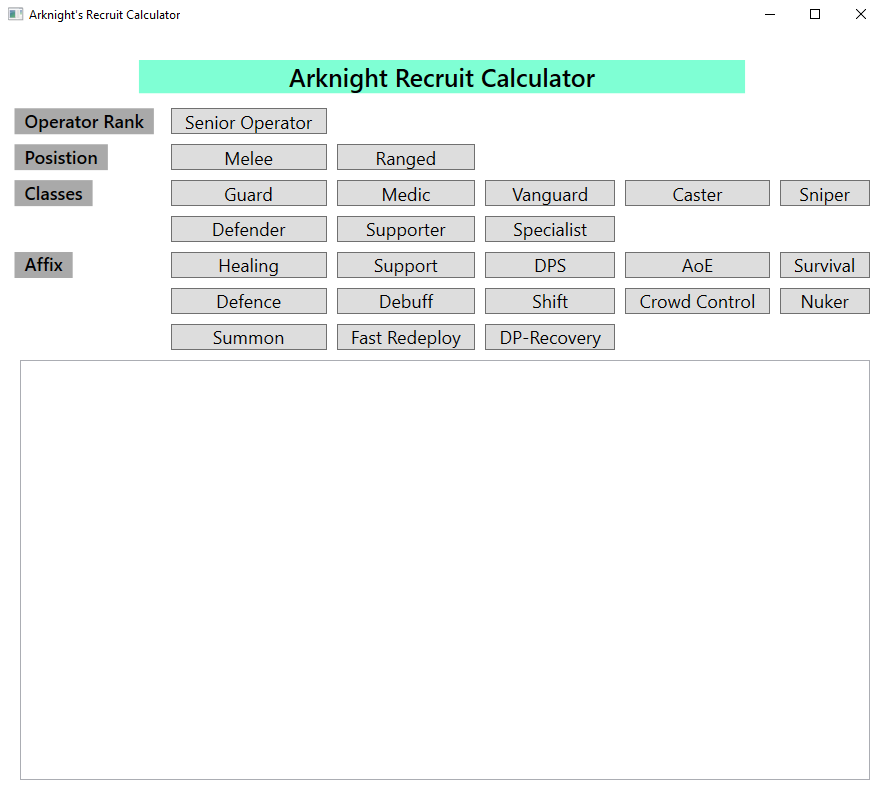 Arknight's Recruit Calculator
Arknight Recruit Calculator
Operator Rank Senior Operator
Posistion Melee Ranged
Classes Guard Medic Vanguard Caster Sniper
Defender Supporter Specialist
Affix Healing Support DPS AoE Survival
Defence Debuff Shift Crowd Control Nuker
Summon Fast Redeploy DP-Recovery